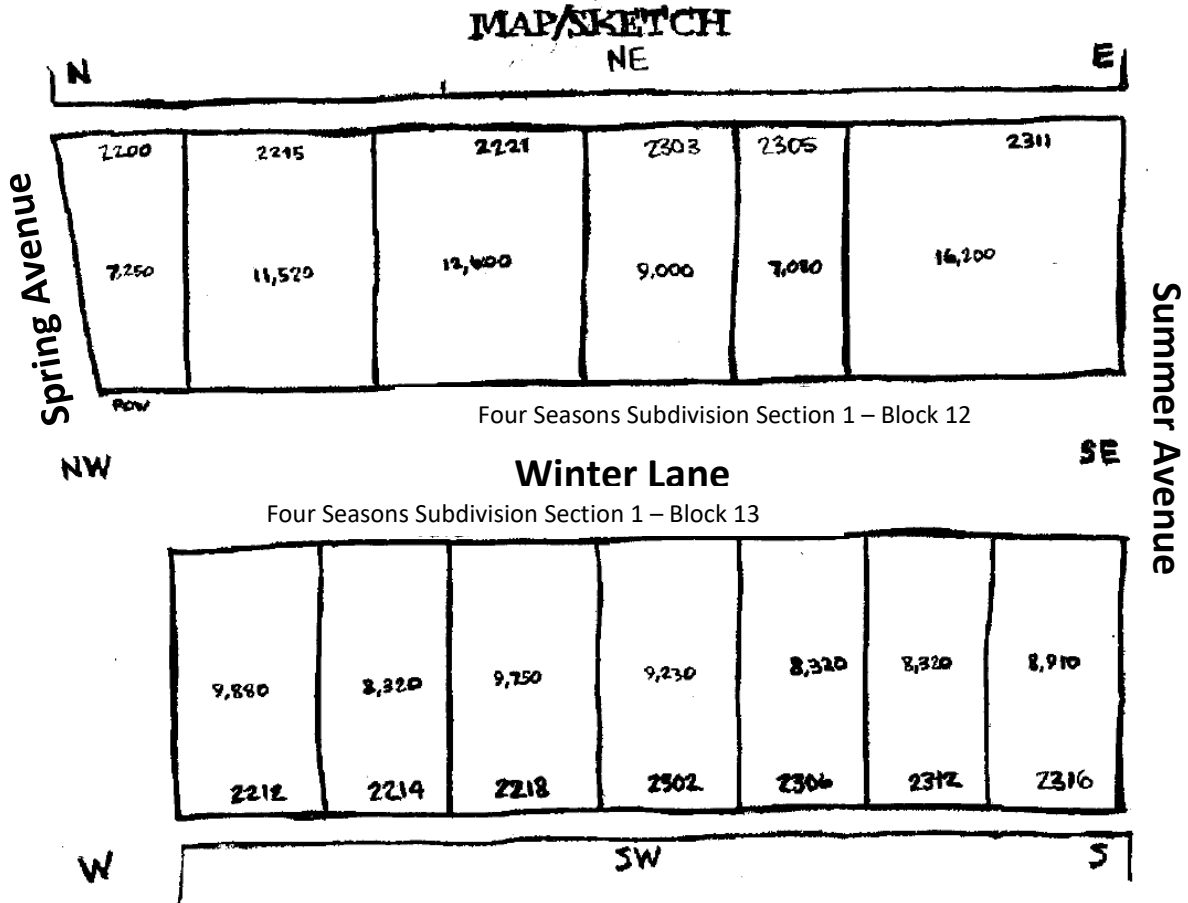 MAP/SKETCH
N NE E
2200 2215 2221 2303 2305 2311
7,250 11,520 12,600 9,000 7,080 16,200
Spring Avenue
Summer Avenue
ROW
Four Seasons Subdivision Section 1 – Block 12
NW SE
Winter Lane
Four Seasons Subdivision Section 1 – Block 13
9,880 8,320 9,750 9,230 8,320 8,320 8,910
2212 2214 2218 2302 2306 2312 2316
W SW S